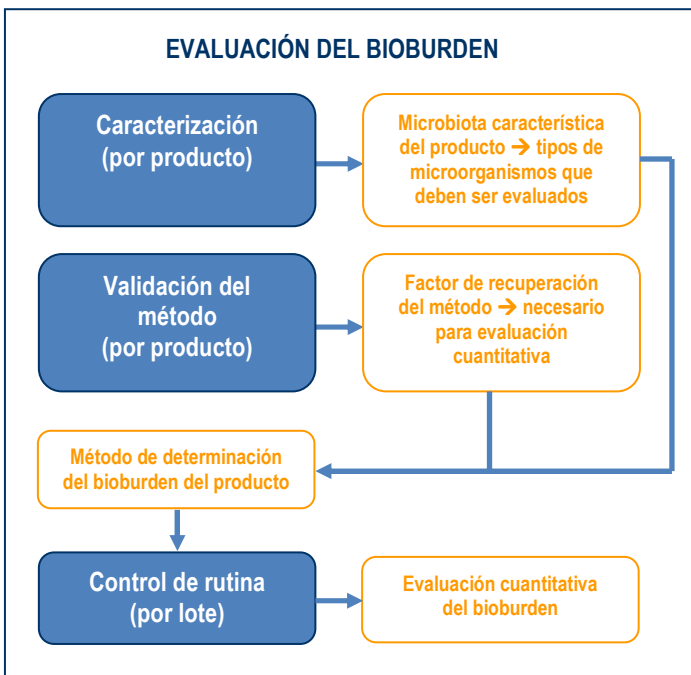 EVALUACIÓN DEL BIOBURDEN
Caracterización
(por producto)
Microbiota característica
del producto → tipos de
microorganismos que
deben ser evaluados
Validación del
método
(por producto)
Factor de recuperación
del método → necesario
para evaluación
cuantitativa
Método de determinación
del bioburden del producto
Control de rutina
(por lote)
Evaluación cuantitativa
del bioburden